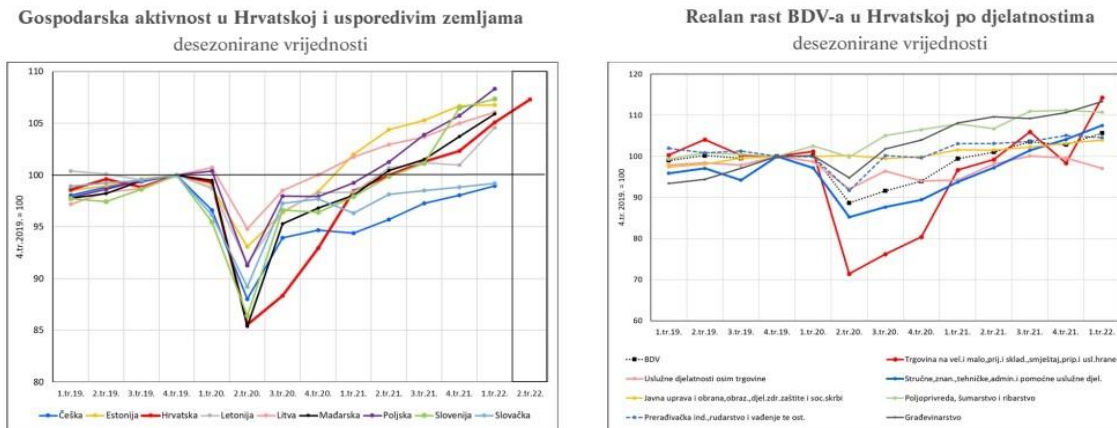 Gospodarska aktivnost u Hrvatskoj i usporedivim zemljama
desezonirane vrijednosti
110
105
100
95
90
85
80
4.tr.2019. = 100
1.tr.19. 2.tr.19. 3.tr.19. 4.tr.19. 1.tr.20. 2.tr.20. 3.tr.20. 4.tr.20. 1.tr.21. 2.tr.21. 3.tr.21. 4.tr.21. 1.tr.22. 2.tr.22.
Češka Estonija Hrvatska Letonija Litva Mađarska Poljska Slovenija Slovačka
Realan rast BDV-a u Hrvatskoj po djelatnostima
desezonirane vrijednosti
120
110
100
90
80
70
60
4.tr. 2019. = 100
1.tr.19. 2.tr.19. 3.tr.19. 4.tr.19. 1.tr.20. 2.tr.20. 3.tr.20. 4.tr.20. 1.tr.21. 2.tr.21. 3.tr.21. 4.tr.21. 1.tr.22.
BDV Trgovina na vel.i malo,prij.i sklad.,smještaj,prip.i usl.hrane
Uslužne djelatnosti osim trgovine Stručne,znan.,tehničke,admin.i pomoćne uslužne djel.
Javna uprava i obrana,obraz.,djel.zdr.zaštite i soc.skrbi Poljoprivreda, šumarstvo i ribarstvo
Prerađivačka ind.,rudarstvo i vađenje te ost. Građevinarstvo